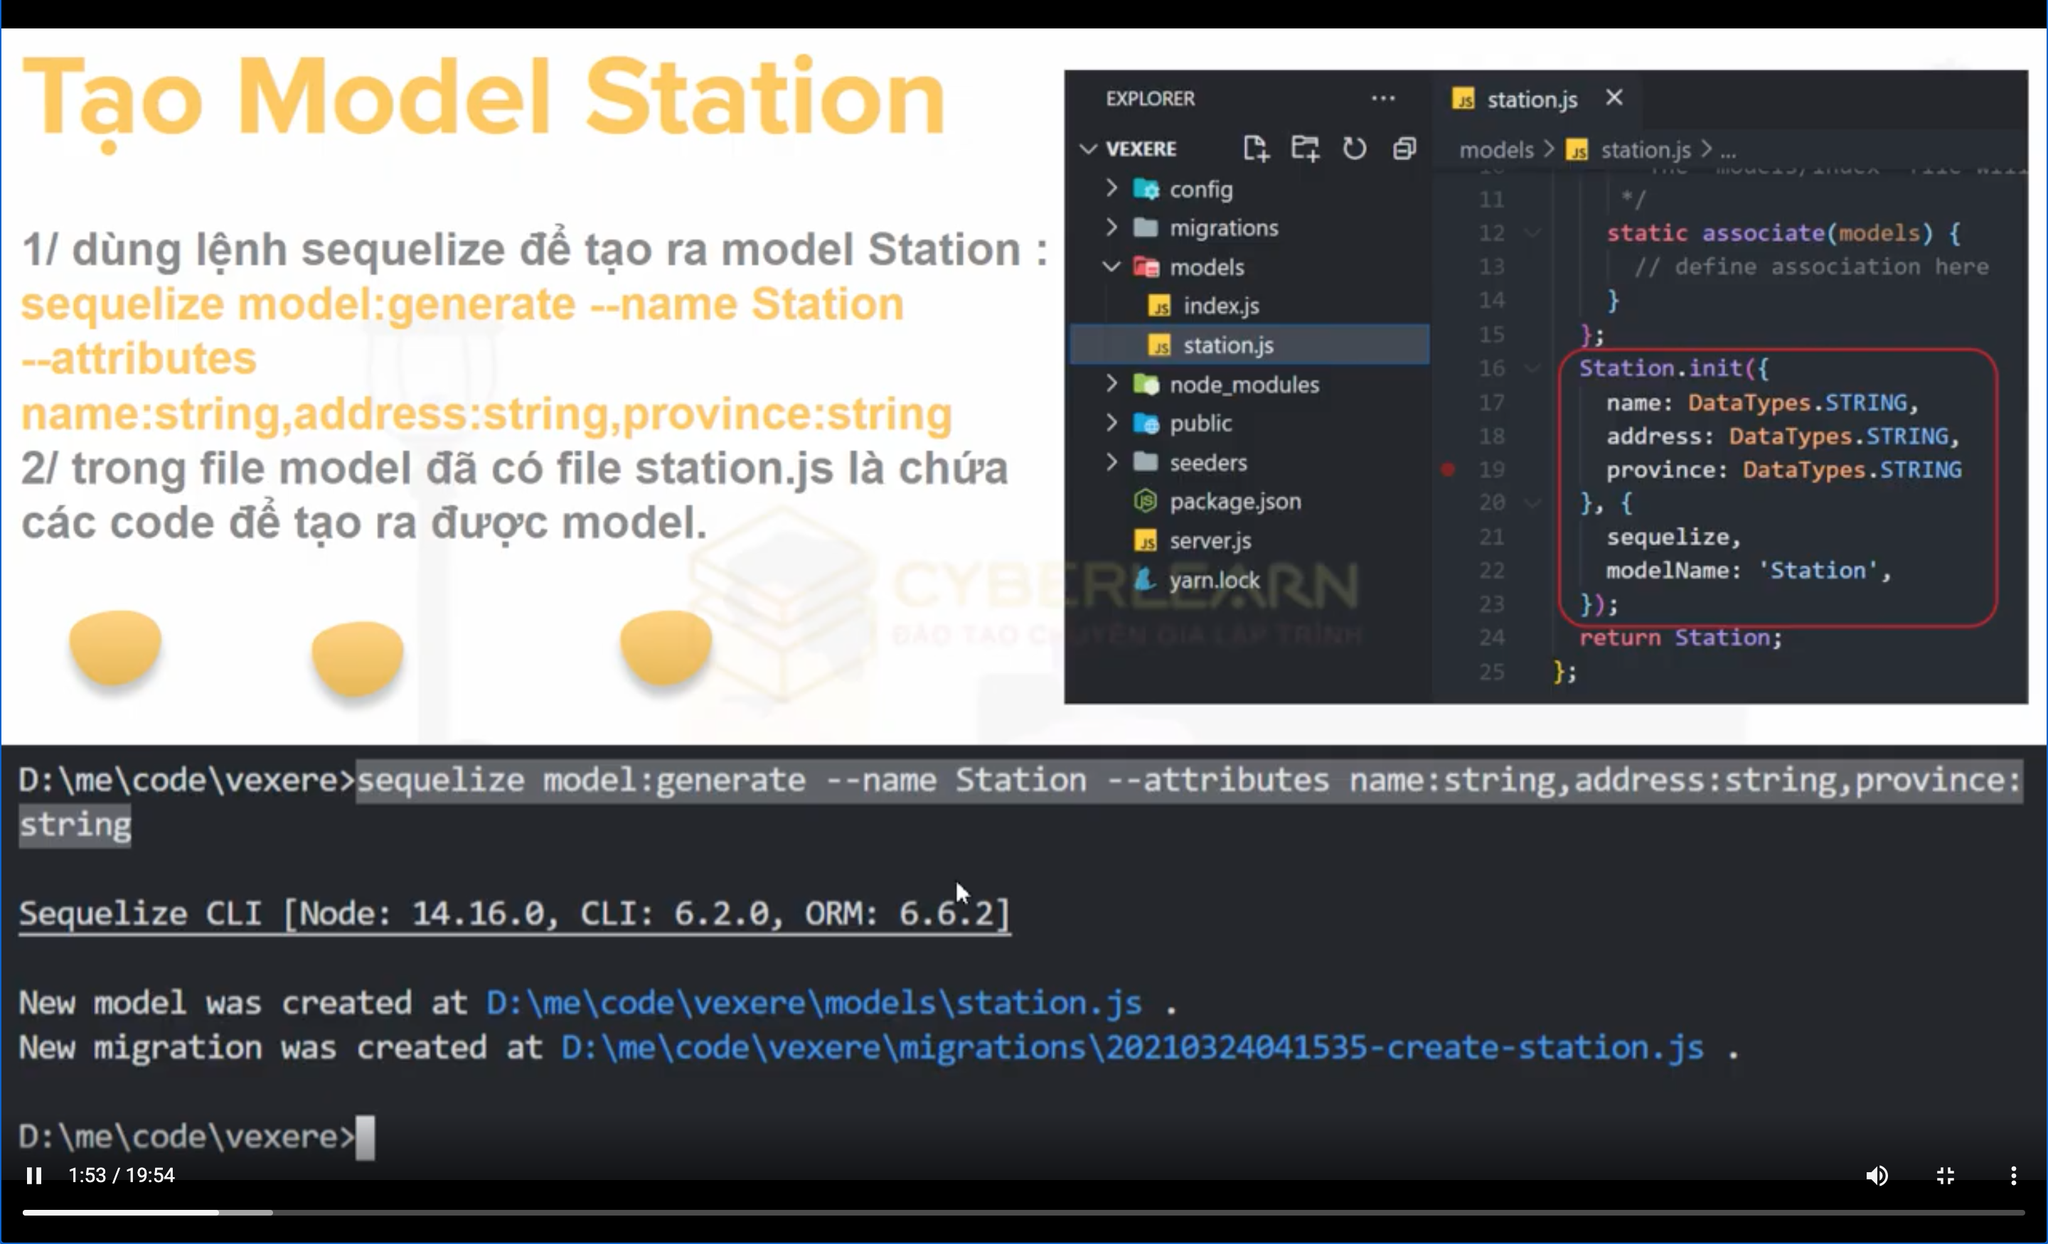 Tạo Model Station
1/ dùng lệnh sequelize để tạo ra model Station :
sequelize model:generate --name Station
--attributes
name:string,address:string,province:string
2/ trong file model đã có file station.js là chứa
các code để tạo ra được model.
EXPLORER
VEXERE
config
migrations
models
index.js
station.js
node_modules
public
seeders
package.json
server.js
yarn.lock
station.js
models > station.js > ...
11 */
12 static associate(models) {
13 // define association here
14 }
15 };
16 Station.init({
17 name: DataTypes.STRING,
18 address: DataTypes.STRING,
19 province: DataTypes.STRING
20 }, {
21 sequelize,
22 modelName: 'Station',
23 });
24 return Station;
25 };
CYBERLEARN
ĐÀO TẠO CHUYÊN GIA LẬP TRÌNH
D:\me\code\vexere>sequelize model:generate --name Station --attributes name:string,address:string,province:
string
Sequelize CLI [Node: 14.16.0, CLI: 6.2.0, ORM: 6.6.2]
New model was created at D:\me\code\vexere\models\station.js .
New migration was created at D:\me\code\vexere\migrations\20210324041535-create-station.js .
D:\me\code\vexere>
1:53 / 19:54